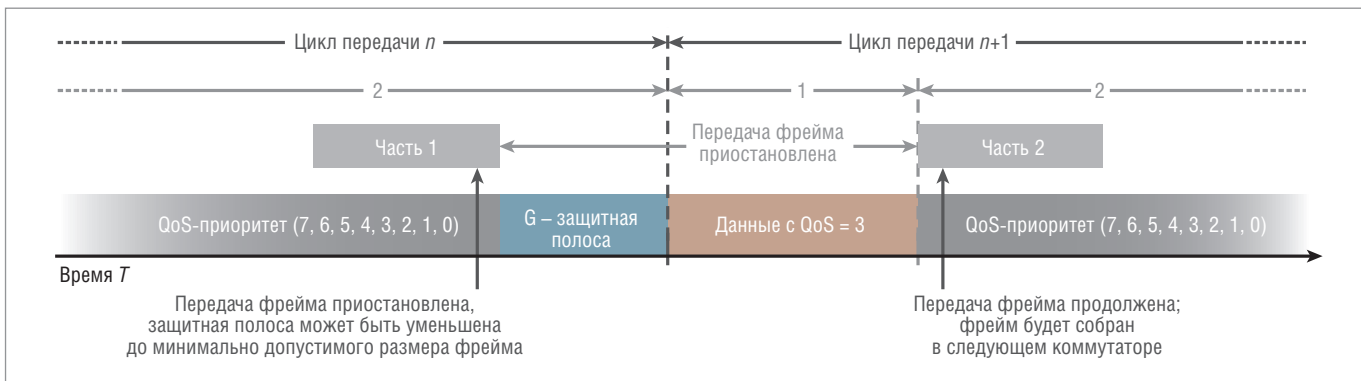 Цикл передачи n
Цикл передачи n+1
2
1
2
Часть 1
Передача фрейма
приостановлена
Часть 2
QoS-приоритет (7, 6, 5, 4, 3, 2, 1, 0)
G – защитная
полоса
Данные с QoS = 3
QoS-приоритет (7, 6, 5, 4, 3, 2, 1, 0)
Время T
Передача фрейма приостановлена,
защитная полоса может быть уменьшена
до минимально допустимого размера фрейма
Передача фрейма продолжена;
фрейм будет собран
в следующем коммутаторе